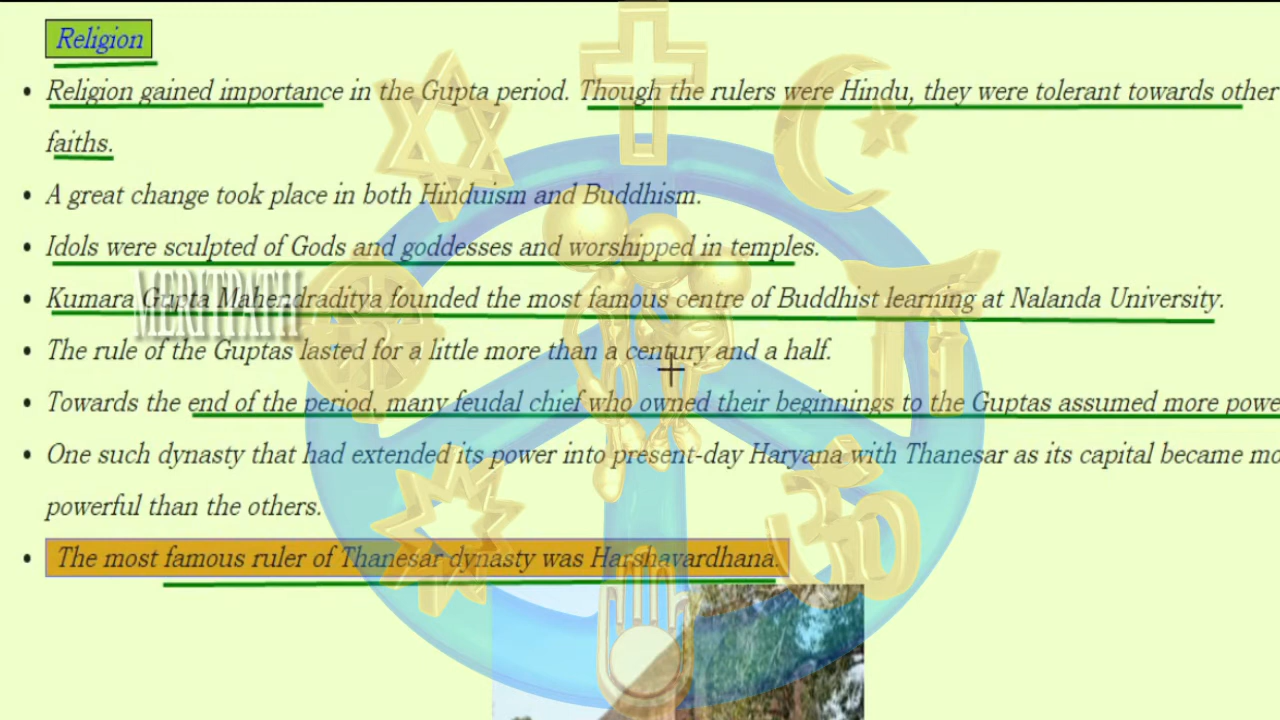 Religion
• Religion gained importance in the Gupta period. Though the rulers were Hindu, they were tolerant towards other
faiths.
• A great change took place in both Hinduism and Buddhism.
• Idols were sculpted of Gods and goddesses and worshipped in temples.
MERITPATH
• Kumara Gupta Mahendraditya founded the most famous centre of Buddhist learning at Nalanda University.
• The rule of the Guptas lasted for a little more than a century and a half.
• Towards the end of the period, many feudal chief who owned their beginnings to the Guptas assumed more powe
• One such dynasty that had extended its power into present-day Haryana with Thanesar as its capital became mo
powerful than the others.
• The most famous ruler of Thanesar dynasty was Harshavardhana.